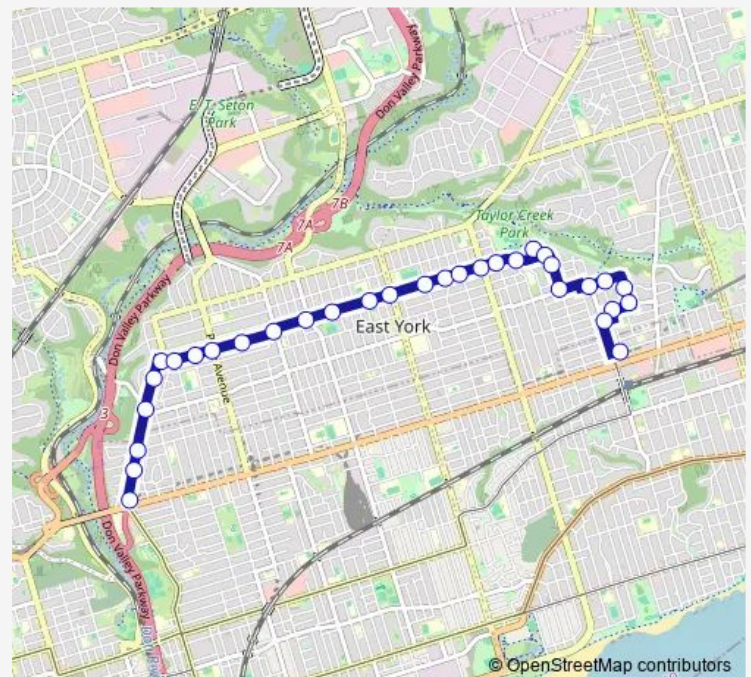 Don Valley Parkway
E. T. Seton
Park
7B
7A
7A
Taylor Creek
Park
Don Valley Parkway
East York
Avenue
3
Don Valley Parkway
© OpenStreetMap contributors